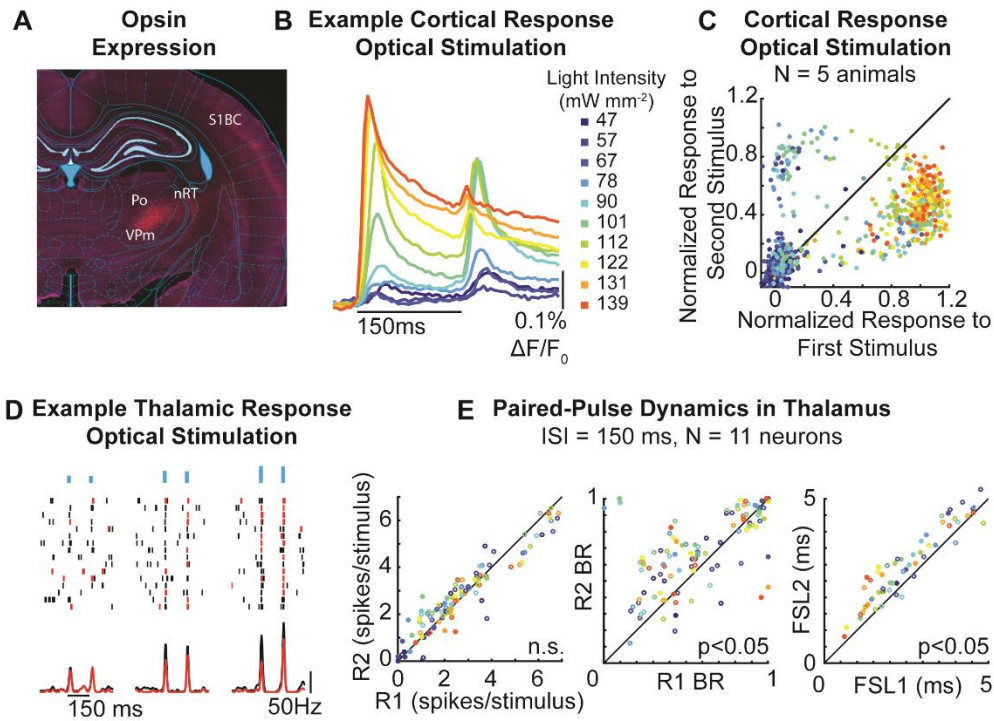 A Opsin
Expression
S1BC
nRT
Po
VPm
B Example Cortical Response
Optical Stimulation
Light Intensity
(mW mm-2)
47
57
67
78
90
101
112
122
131
139
150ms
0.1%
ΔF/F0
C Cortical Response
Optical Stimulation
N = 5 animals
Normalized Response to
Second Stimulus
1.2
0.8
0.4
0
0 0.4 0.8 1.2
Normalized Response to
First Stimulus
D Example Thalamic Response
Optical Stimulation
150 ms
50Hz
E Paired-Pulse Dynamics in Thalamus
ISI = 150 ms, N = 11 neurons
R2 (spikes/stimulus)
6
4
2
0
n.s.
0 2 4 6
R1 (spikes/stimulus)
R2 BR
1
0
p<0.05
0 1
R1 BR
FSL2 (ms)
5
0
p<0.05
0 5
FSL1 (ms)